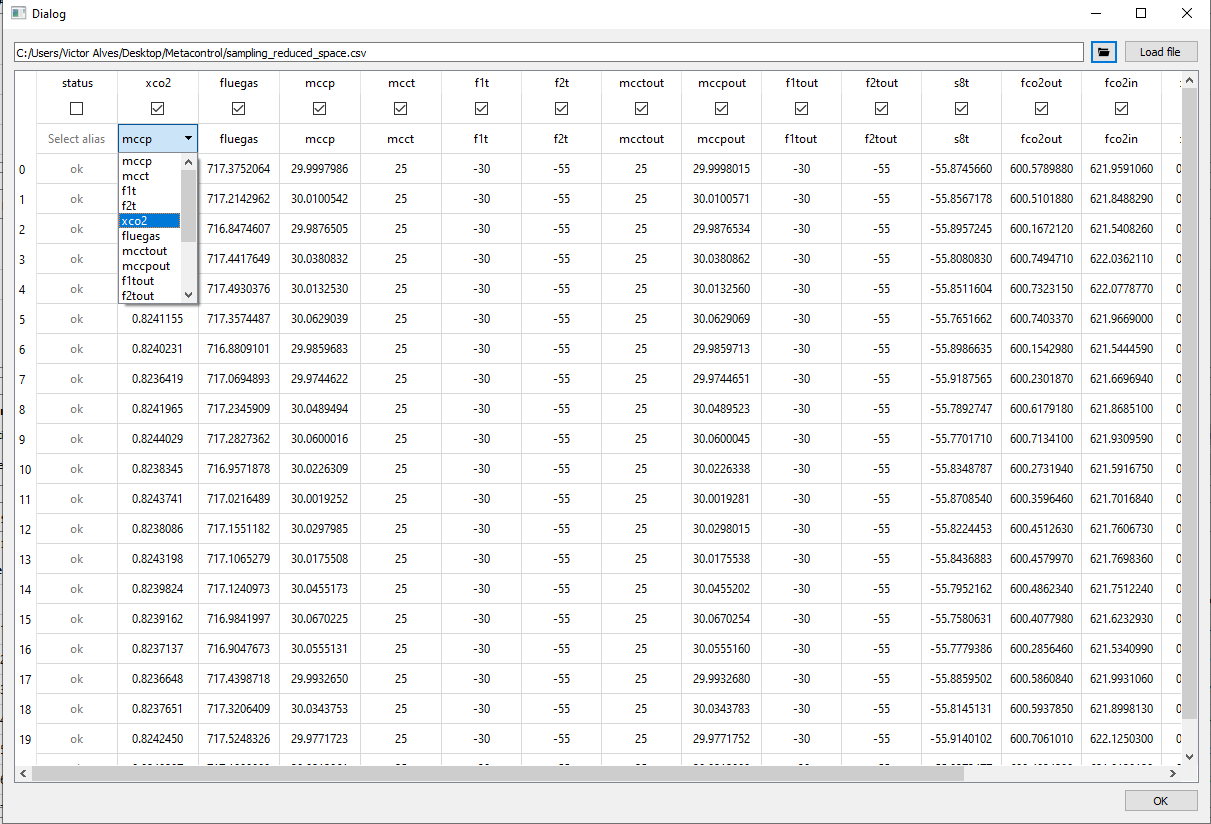 Dialog
C:/Users/Victor Alves/Desktop/Metacontrol/sampling_reduced_space.csv Load file
status xco2 fluegas mccp mcct f1t f2t mcctout mccpout f1tout f2tout s8t fco2out fco2in
Select alias mccp fluegas mccp mcct f1t f2t mcctout mccpout f1tout f2tout s8t fco2out fco2in
mccp
mcct
f1t
f2t
xco2
fluegas
mcctout
mccpout
f1tout
f2tout
0 ok 717.3752064 29.9997986 25 -30 -55 25 29.9998015 -30 -55 -55.8745660 600.5789880 621.9591060
1 ok 717.2142962 30.0100542 25 -30 -55 25 30.0100571 -30 -55 -55.8567178 600.5101880 621.8488290
2 ok 716.8474607 29.9876505 25 -30 -55 25 29.9876534 -30 -55 -55.8957245 600.1672120 621.5408260
3 ok 717.4417649 30.0380832 25 -30 -55 25 30.0380862 -30 -55 -55.8080830 600.7494710 622.0362110
4 ok 717.4930376 30.0132530 25 -30 -55 25 30.0132560 -30 -55 -55.8511604 600.7323150 622.0778770
5 ok 0.8241155 717.3574487 30.0629039 25 -30 -55 25 30.0629069 -30 -55 -55.7651662 600.7403370 621.9669000
6 ok 0.8240231 716.8809101 29.9859683 25 -30 -55 25 29.9859713 -30 -55 -55.8986635 600.1542980 621.5444590
7 ok 0.8236419 717.0694893 29.9744622 25 -30 -55 25 29.9744651 -30 -55 -55.9187565 600.2301870 621.6696940
8 ok 0.8241965 717.2345909 30.0489494 25 -30 -55 25 30.0489523 -30 -55 -55.7892747 600.6179180 621.8685100
9 ok 0.8244029 717.2827362 30.0600016 25 -30 -55 25 30.0600045 -30 -55 -55.7701710 600.7134100 621.9309590
10 ok 0.8238345 716.9571878 30.0226309 25 -30 -55 25 30.0226338 -30 -55 -55.8348787 600.2731940 621.5916750
11 ok 0.8243741 717.0216489 30.0019252 25 -30 -55 25 30.0019281 -30 -55 -55.8708540 600.3596460 621.7016840
12 ok 0.8238086 717.1551182 30.0297985 25 -30 -55 25 30.0298015 -30 -55 -55.8224453 600.4512630 621.7606730
13 ok 0.8243198 717.1065279 30.0175508 25 -30 -55 25 30.0175538 -30 -55 -55.8436883 600.4579970 621.7698360
14 ok 0.8239824 717.1240973 30.0455173 25 -30 -55 25 30.0455202 -30 -55 -55.7952162 600.4862340 621.7512240
15 ok 0.8239162 716.9841997 30.0670225 25 -30 -55 25 30.0670254 -30 -55 -55.7580631 600.4077980 621.6232930
16 ok 0.8237137 716.9047673 30.0555131 25 -30 -55 25 30.0555160 -30 -55 -55.7779386 600.2856460 621.5340990
17 ok 0.8236648 717.4398718 29.9932650 25 -30 -55 25 29.9932680 -30 -55 -55.8859502 600.5860840 621.9931060
18 ok 0.8237651 717.3206409 30.0343753 25 -30 -55 25 30.0343783 -30 -55 -55.8145131 600.5937850 621.8998130
19 ok 0.8242450 717.5248326 29.9771723 25 -30 -55 25 29.9771752 -30 -55 -55.9140102 600.7061010 622.1250300
OK